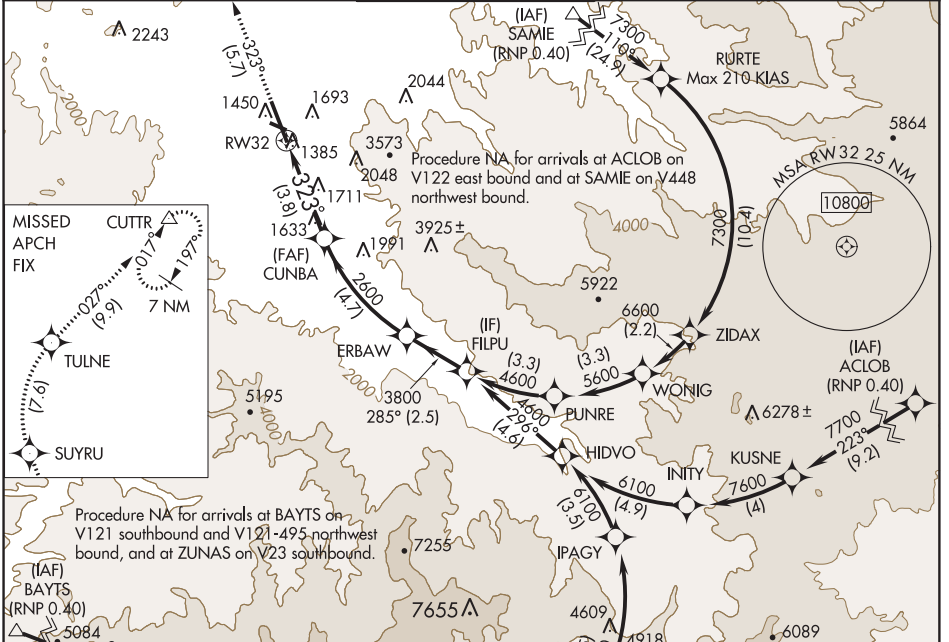 (IAF)
SAMIE
(RNP 0.40)
7300
110°
(24.9)
RURTE
Max 210 KIAS
2243
323°
(5.7)
2000
1450
1693
2044
5864
RW32
1385
3573
2048
Procedure NA for arrivals at ACLOB on
V122 east bound and at SAMIE on V448
northwest bound.
MSA RW 32 25 NM
10800
323°
(3.8)
1711
1633
(FAF)
CUNBA
1991
3925 ±
4000
7300
(10.4)
MISSED
APCH
FIX
CUTTR
017°
197°
7 NM
027°
(9.9)
TULNE
(7.6)
SUYRU
2600
(4.7)
5922
6600
(2.2)
ZIDAX
ERBAW
(IF)
FILPU
(3.3)
4600
(3.3)
5600
WONIG
PUNRE
(IAF)
ACLOB
(RNP 0.40)
2000
3800
285° (2.5)
5195
4000
4600
296°
(4.6)
6278 ±
7700
223°
(9.2)
HIDVO
INITY
KUSNE
6100
(4.9)
7600
(4)
6100
(3.5)
IPAGY
Procedure NA for arrivals at BAYTS on
V121 southbound and V121-495 northwest
bound, and at ZUNAS on V23 southbound.
7255
(IAF)
BAYTS
(RNP 0.40)
5084
7655
4609
4918
6089